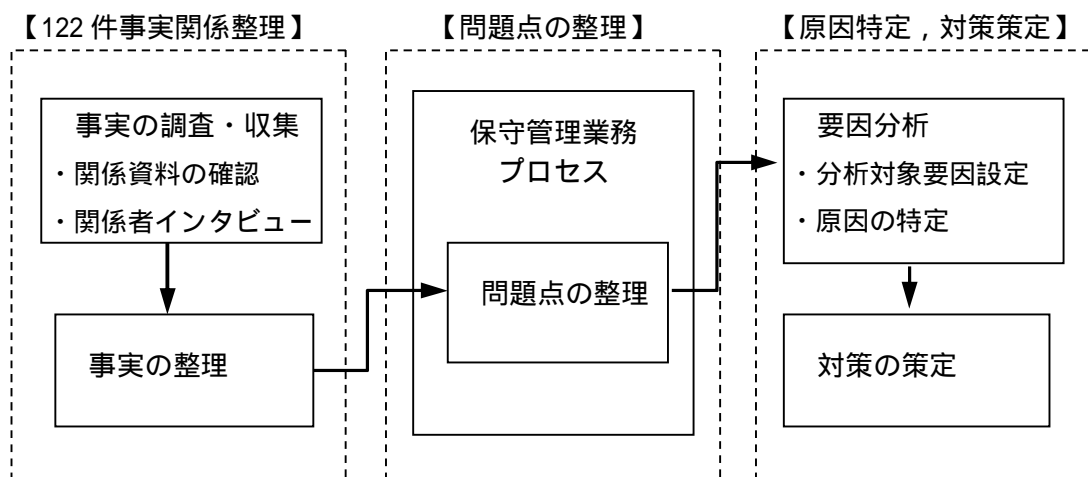 【122 件事実関係整理】
事実の調査・収集
・関係資料の確認
・関係者インタビュー
事実の整理
【問題点の整理】
保守管理業務
プロセス
問題点の整理
【原因特定，対策策定】
要因分析
・分析対象要因設定
・原因の特定
対策の策定